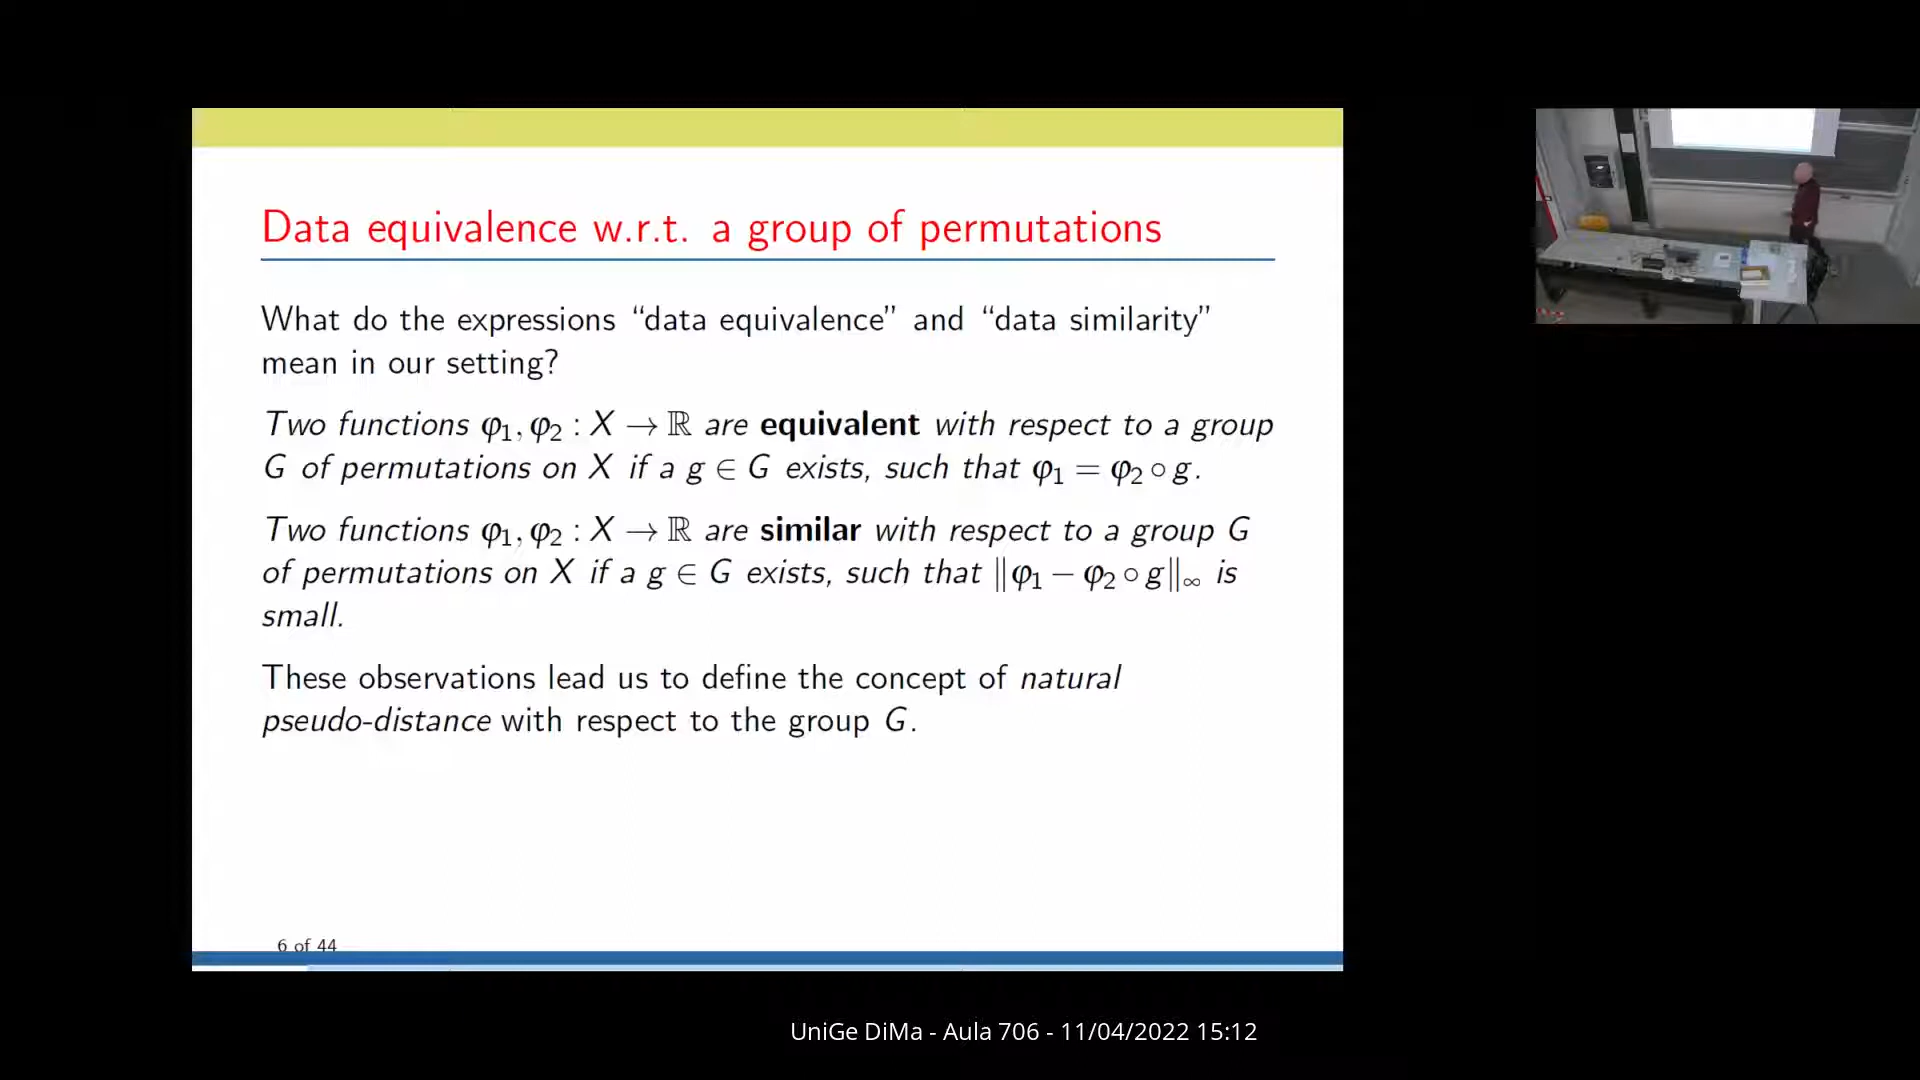 Data equivalence w.r.t. a group of permutations
What do the expressions “data equivalence” and “data similarity”
mean in our setting?
Two functions φ₁, φ₂ : X → ℝ are equivalent with respect to a group
G of permutations on X if a g ∈ G exists, such that φ₁ = φ₂ ∘ g.
Two functions φ₁, φ₂ : X → ℝ are similar with respect to a group G
of permutations on X if a g ∈ G exists, such that ‖φ₁ − φ₂ ∘ g‖∞ is
small.
These observations lead us to define the concept of natural
pseudo-distance with respect to the group G.
6 of 44
UniGe DiMa - Aula 706 - 11/04/2022 15:12